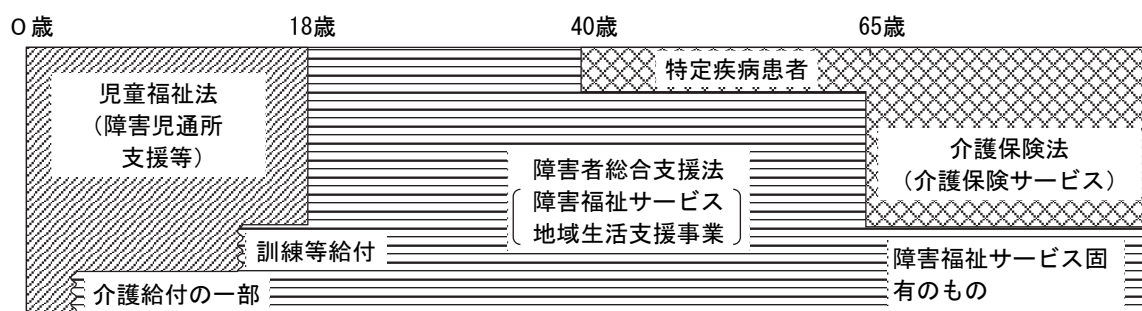 ０歳 18歳 40歳 65歳
特定疾病患者
児童福祉法
（障害児通所
支援等）
介護保険法
（介護保険サービス）
障害者総合支援法
障害福祉サービス
地域生活支援事業
訓練等給付
障害福祉サービス固
有のもの
介護給付の一部